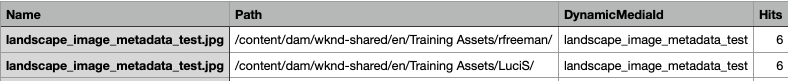 Name Path DynamicMediaId Hits
landscape_image_metadata_test.jpg /content/dam/wknd-shared/en/Training Assets/rfreeman/ landscape_image_metadata_test 6
landscape_image_metadata_test.jpg /content/dam/wknd-shared/en/Training Assets/LuciS/ landscape_image_metadata_test 6